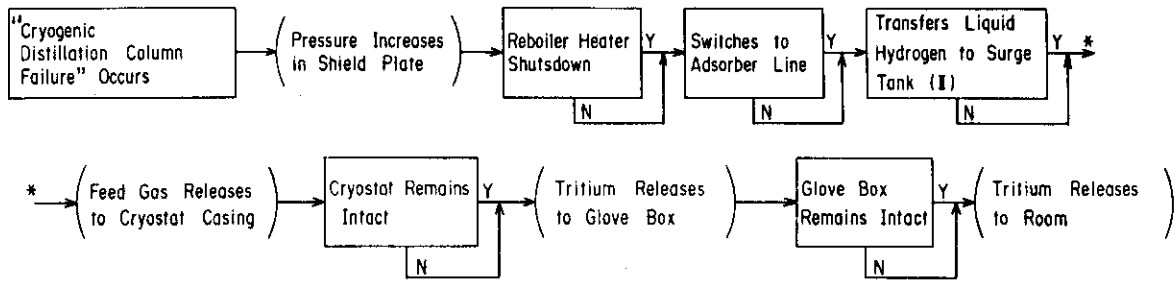 “Cryogenic
Distillation Column
Failure” Occurs
Pressure Increases
in Shield Plate
Reboiler Heater
Shutsdown
Y
N
Switches to
Adsorber Line
Y
N
Transfers Liquid
Hydrogen to Surge
Tank (II)
Y
*
N
*
Feed Gas Releases
to Cryostat Casing
Cryostat Remains
Intact
Y
N
Tritium Releases
to Glove Box
Glove Box
Remains Intact
Y
N
Tritium Releases
to Room